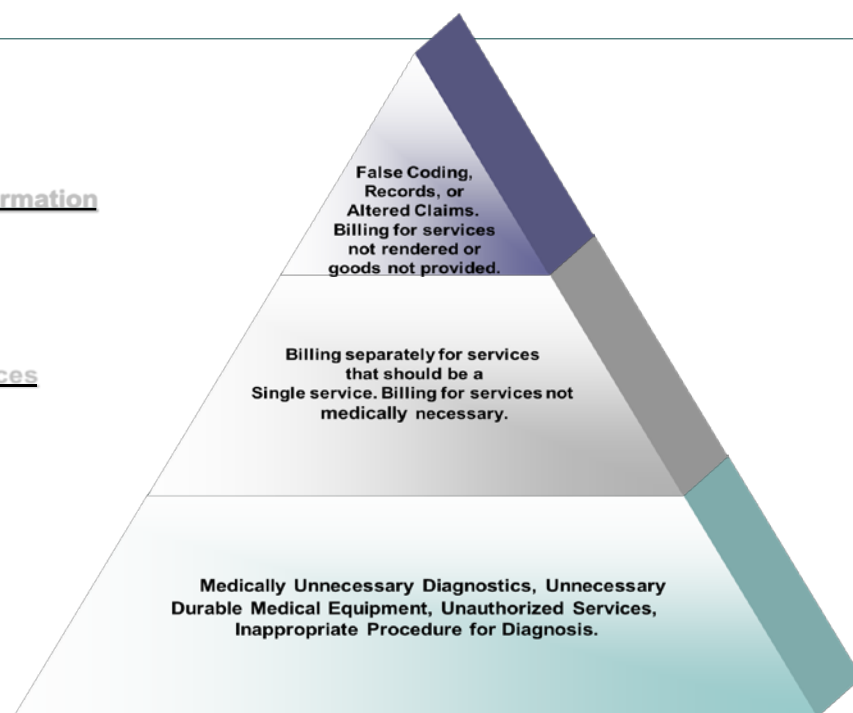 False Coding,
Records, or
Altered Claims.
Billing for services
not rendered or
goods not provided.
rmation
Billing separately for services
that should be a
Single service. Billing for services not
medically necessary.
ces
Medically Unnecessary Diagnostics, Unnecessary
Durable Medical Equipment, Unauthorized Services,
Inappropriate Procedure for Diagnosis.